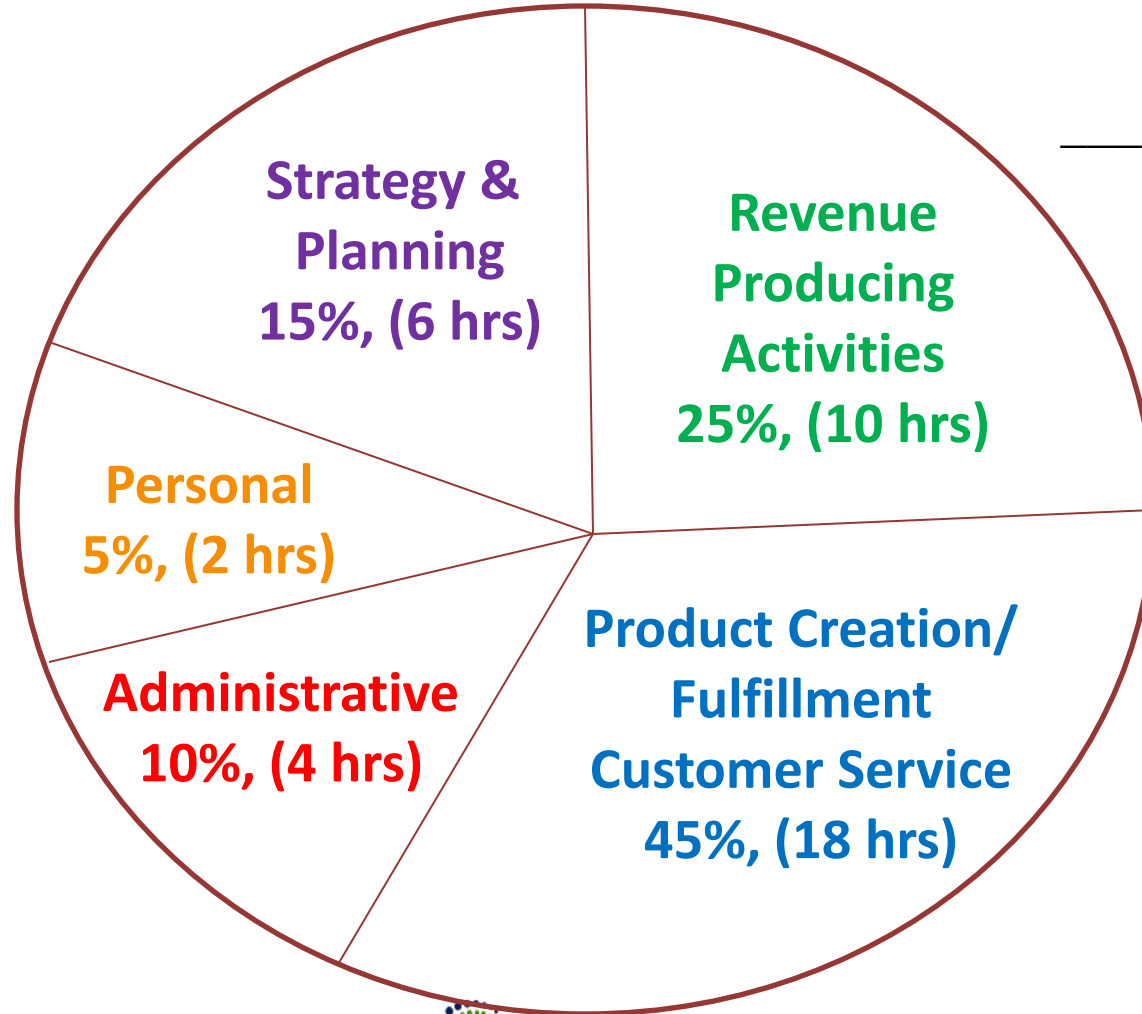 Strategy &
Planning
15%, (6 hrs)
Revenue
Producing
Activities
25%, (10 hrs)
Personal
5%, (2 hrs)
Product Creation/
Fulfillment
Customer Service
45%, (18 hrs)
Administrative
10%, (4 hrs)